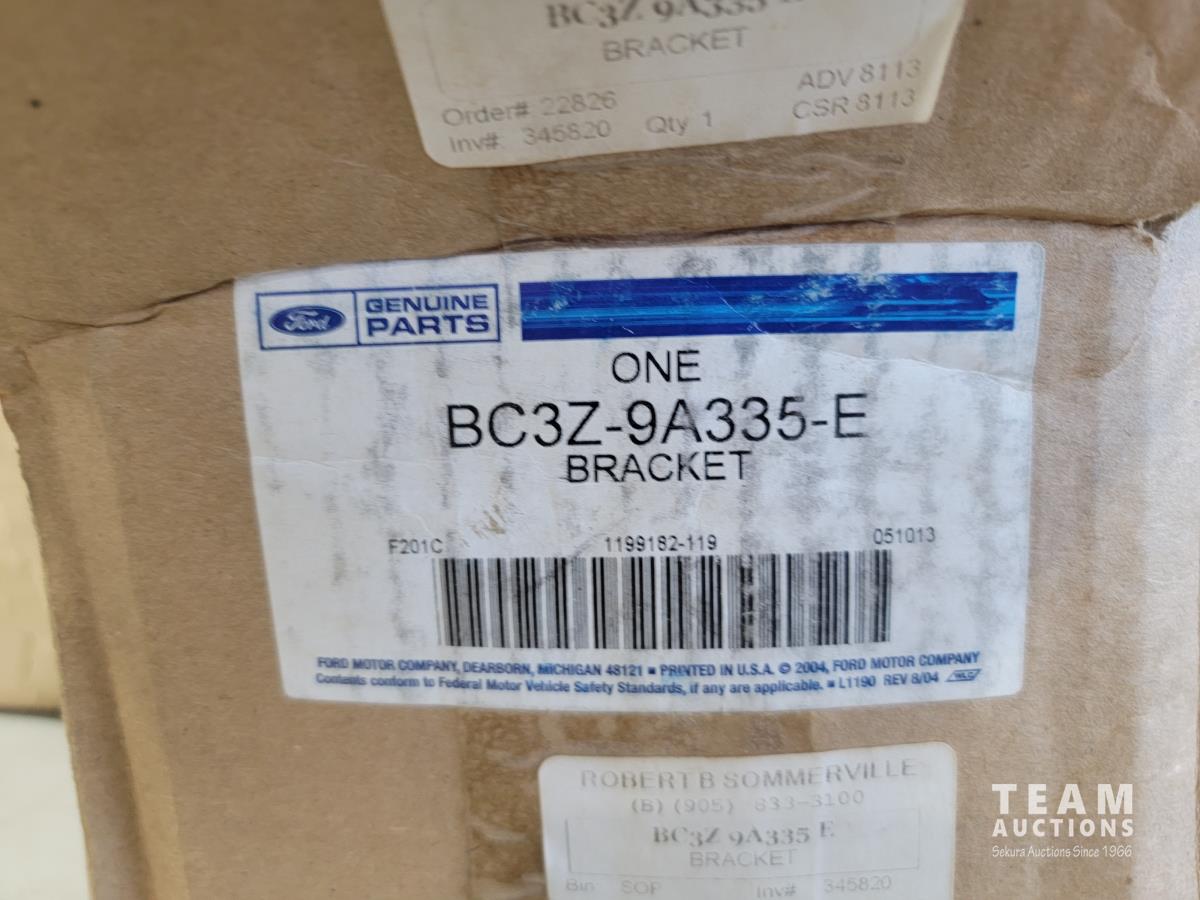 BC3Z 9A335
BRACKET
ADV 8113
Order# 22826
CSR 8113
Inv#: 345820 Qty 1
Ford GENUINE PARTS
ONE
BC3Z-9A335-E
BRACKET
F201C 1199182-119 051013
FORD MOTOR COMPANY, DEARBORN, MICHIGAN 48121 ■ PRINTED IN U.S.A. © 2004, FORD MOTOR COMPANY
Contents conform to Federal Motor Vehicle Safety Standards, if any are applicable. ■ L1190 REV 8/04
ROBERT B SOMMERVILLE
(B) (905) 833-3100
BC3Z 9A335 E
BRACKET
Bin SOP Inv# 345820
TEAM
AUCTIONS
Sekura Auctions Since 1966